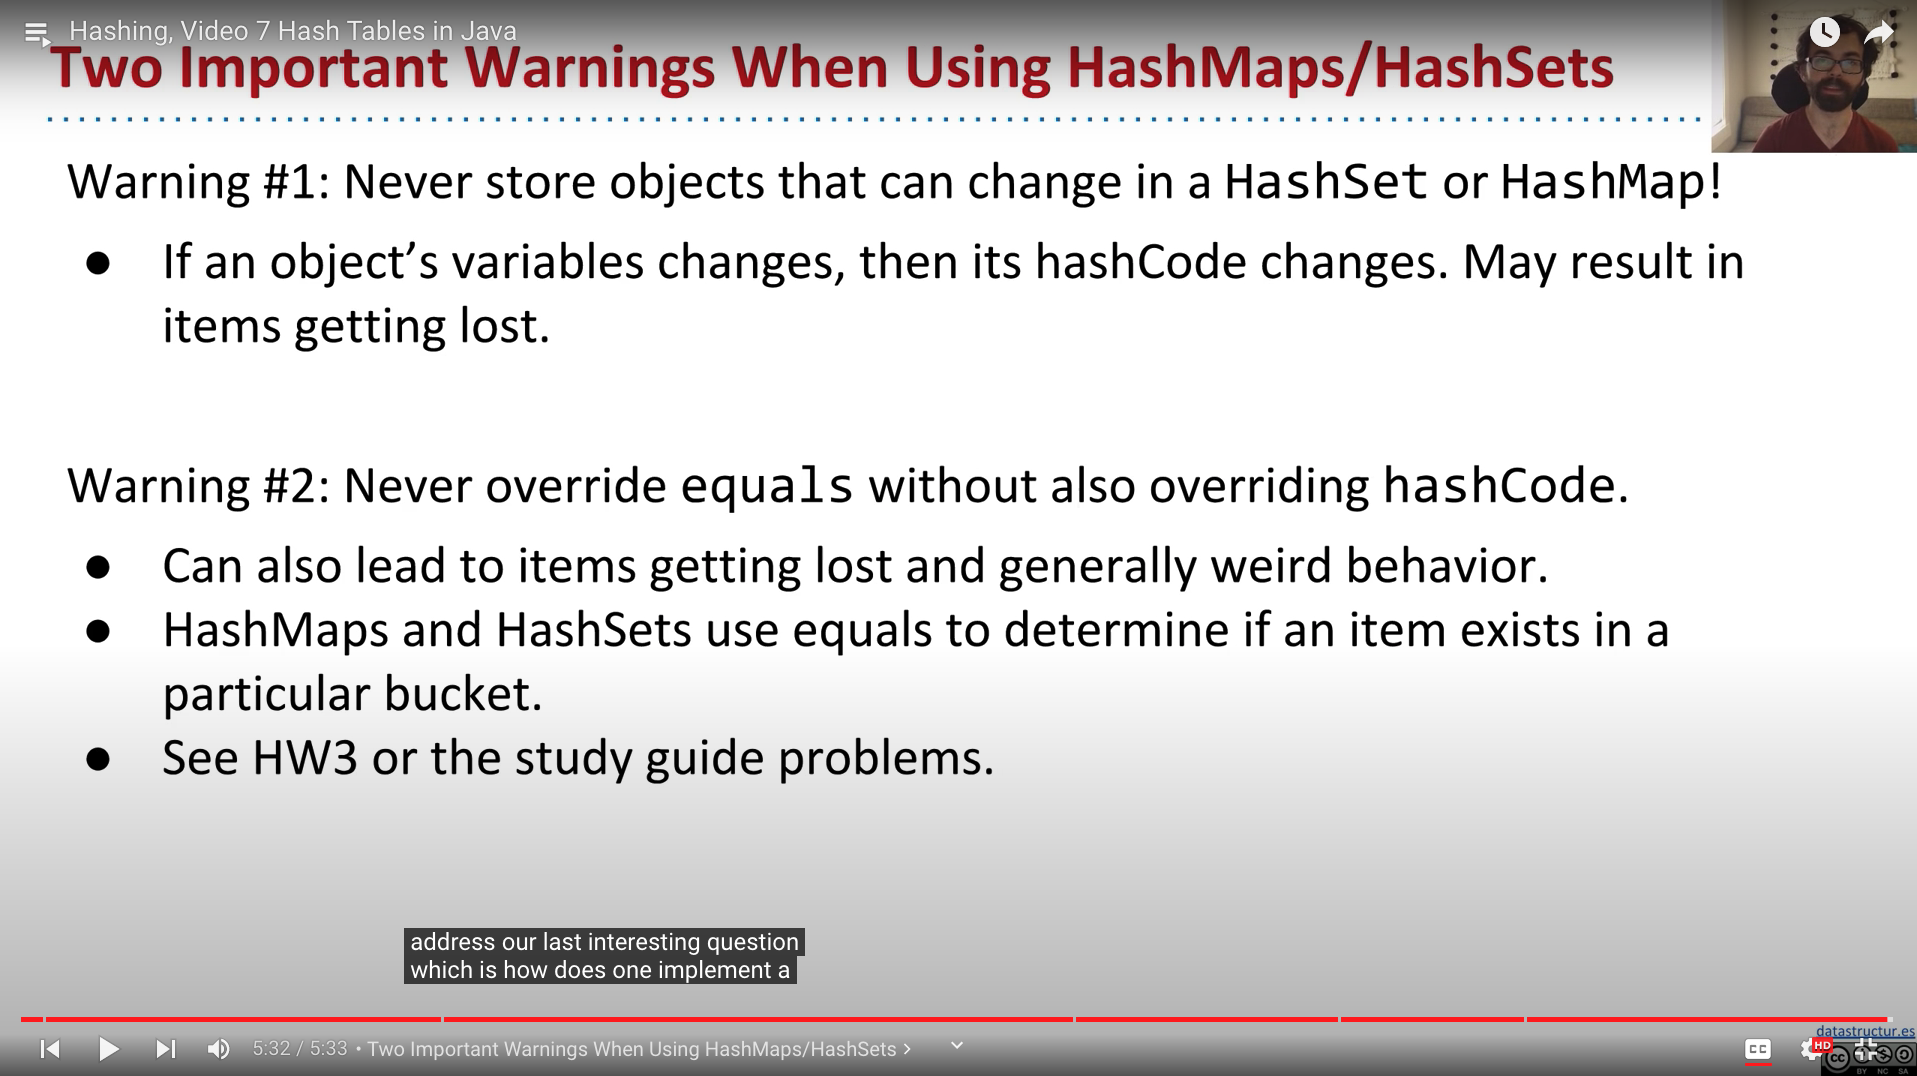 Hashing, Video 7 Hash Tables in Java
Two Important Warnings When Using HashMaps/HashSets
Warning #1: Never store objects that can change in a HashSet or HashMap!
● If an object’s variables changes, then its hashCode changes. May result in
items getting lost.
Warning #2: Never override equals without also overriding hashCode.
● Can also lead to items getting lost and generally weird behavior.
● HashMaps and HashSets use equals to determine if an item exists in a
particular bucket.
● See HW3 or the study guide problems.
address our last interesting question
which is how does one implement a
datastructur.es
5:32 / 5:33 • Two Important Warnings When Using HashMaps/HashSets
CC
HD
cc
BY NC SA